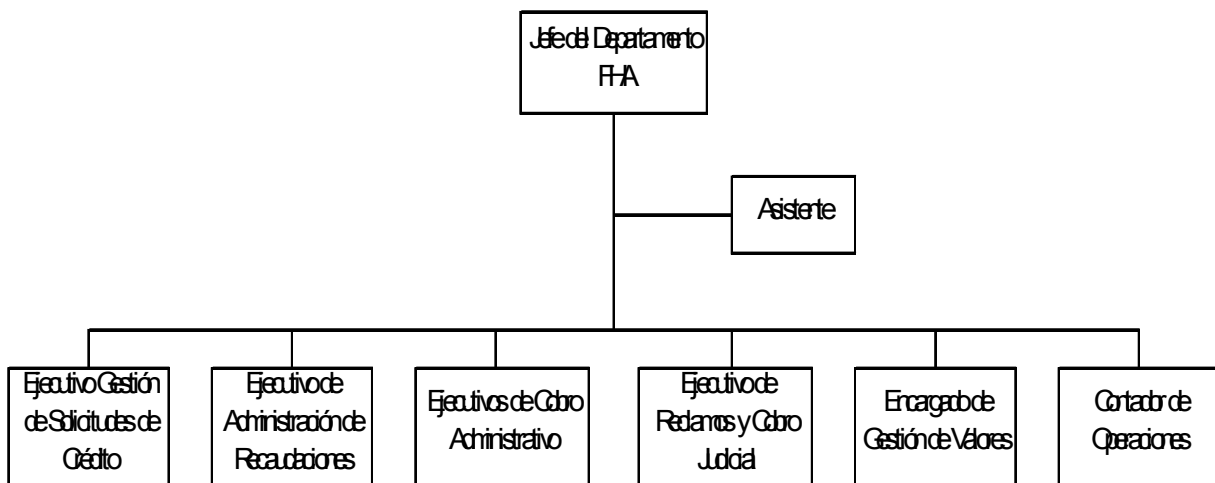 Jefe del Departamento
FHA
Asistente
Ejecutivo Gestión
de Solicitudes de
Crédito
Ejecutivo de
Administración de
Recaudaciones
Ejecutivos de Cobro
Administrativo
Ejecutivo de
Reclamos y Cobro
Judicial
Encargado de
Gestión de Valores
Contador de
Operaciones